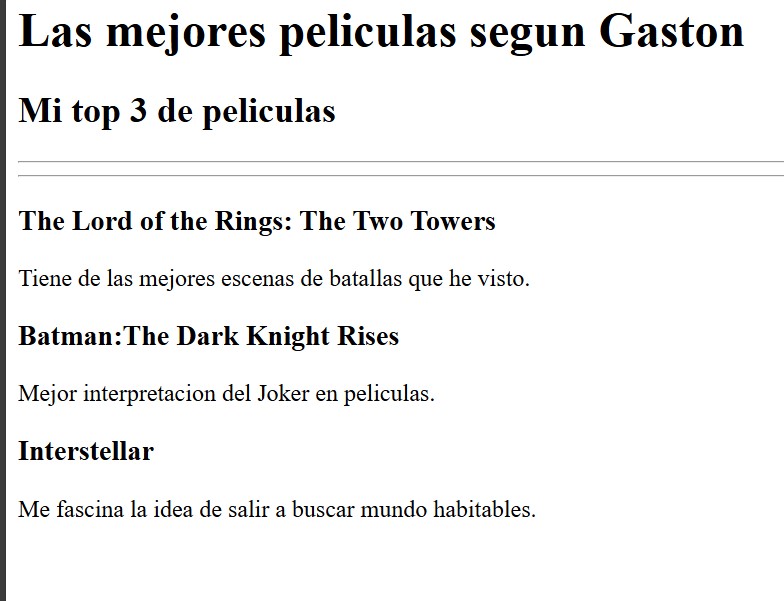 Las mejores peliculas segun Gaston
Mi top 3 de peliculas
The Lord of the Rings: The Two Towers
Tiene de las mejores escenas de batallas que he visto.
Batman:The Dark Knight Rises
Mejor interpretacion del Joker en peliculas.
Interstellar
Me fascina la idea de salir a buscar mundo habitables.